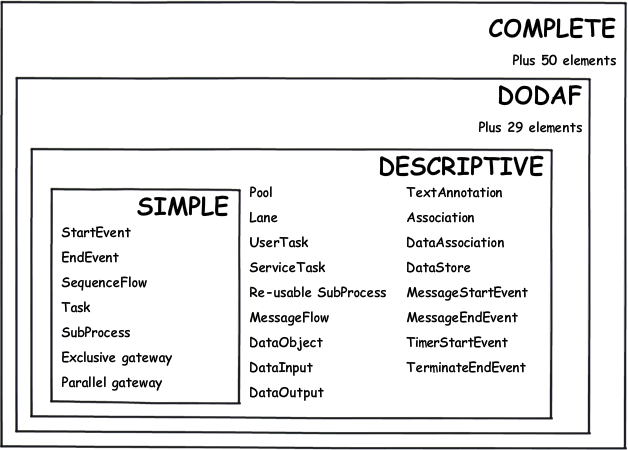 COMPLETE
Plus 50 elements
DODAF
Plus 29 elements
DESCRIPTIVE
SIMPLE
StartEvent
EndEvent
SequenceFlow
Task
SubProcess
Exclusive gateway
Parallel gateway
Pool
Lane
UserTask
ServiceTask
Re-usable SubProcess
MessageFlow
DataObject
DataInput
DataOutput
TextAnnotation
Association
DataAssociation
DataStore
MessageStartEvent
MessageEndEvent
TimerStartEvent
TerminateEndEvent